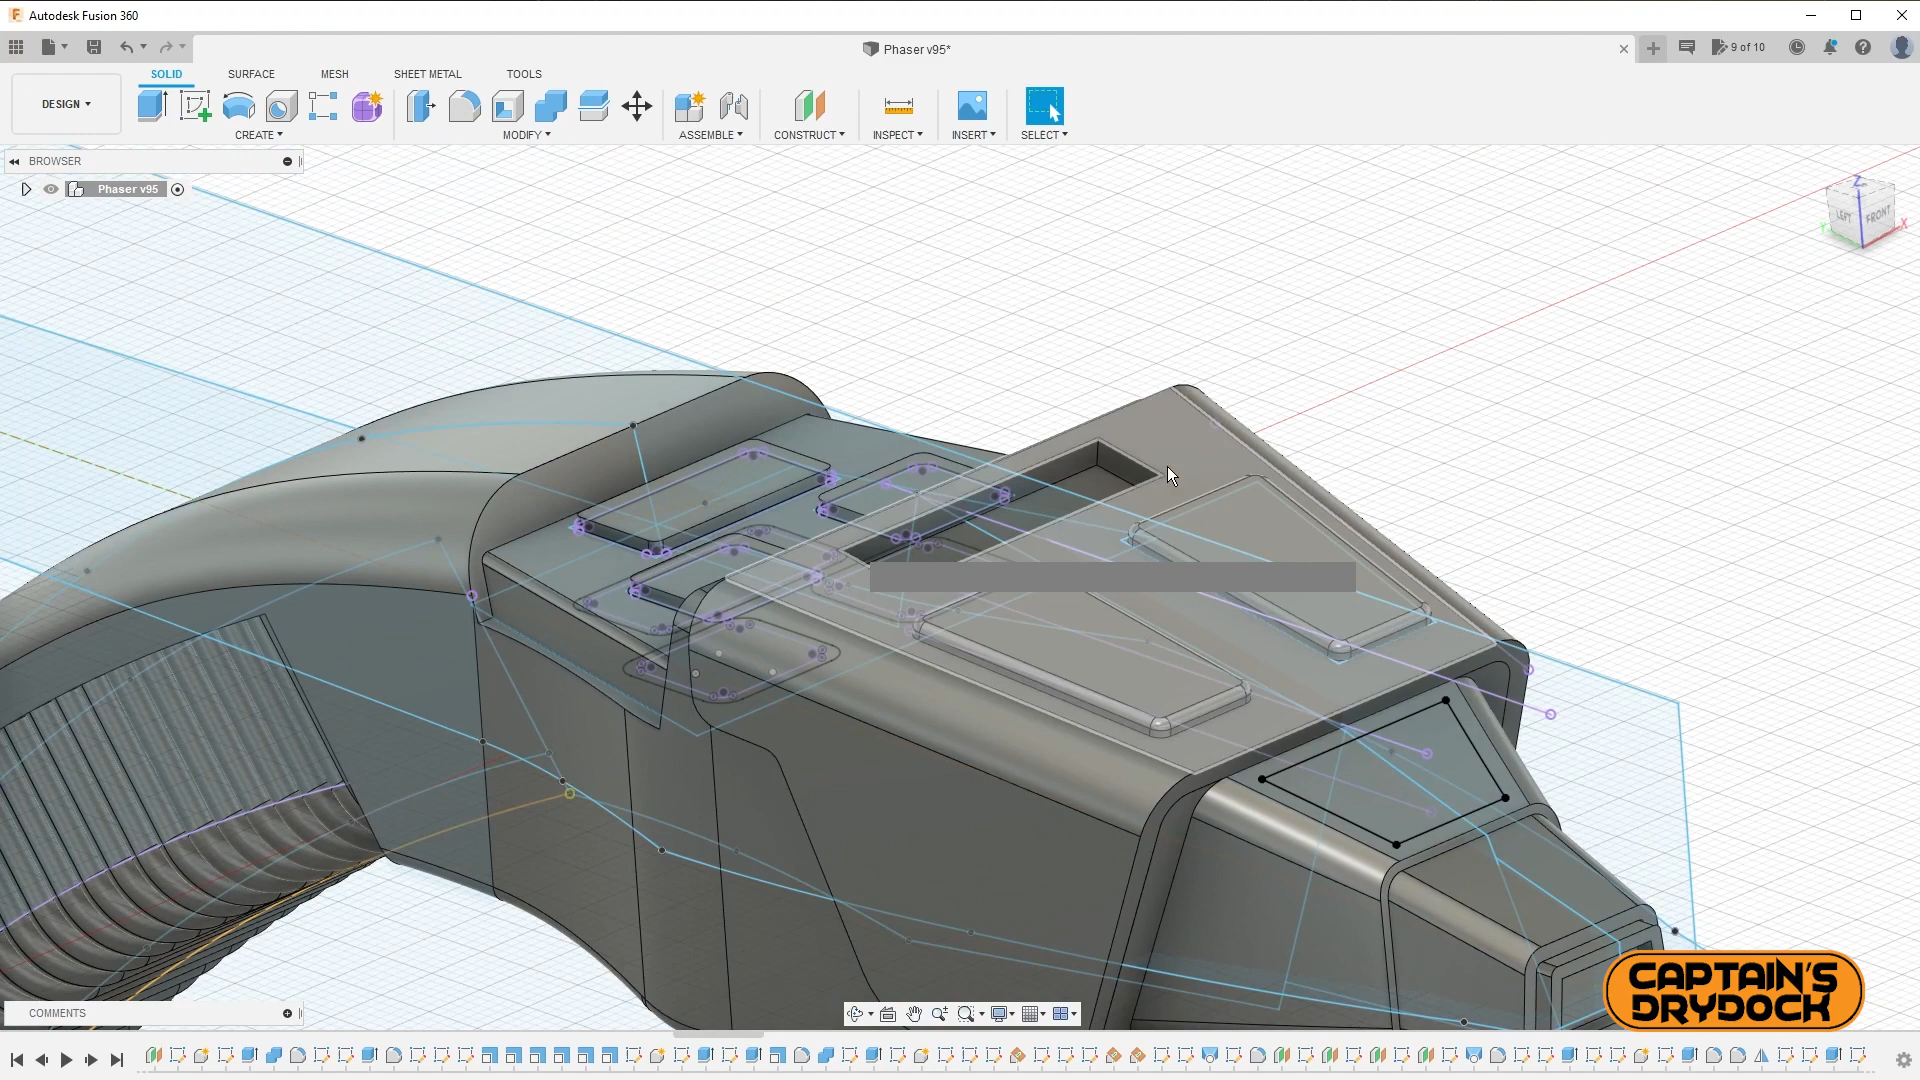 Autodesk Fusion 360
Phaser v95*
9 of 10
DESIGN
SOLID
SURFACE
MESH
SHEET METAL
TOOLS
CREATE
MODIFY
ASSEMBLE
CONSTRUCT
INSPECT
INSERT
SELECT
BROWSER
Phaser v95
Z
LEFT
FRONT
X
Y
CAPTAIN'S
DRYDOCK
COMMENTS